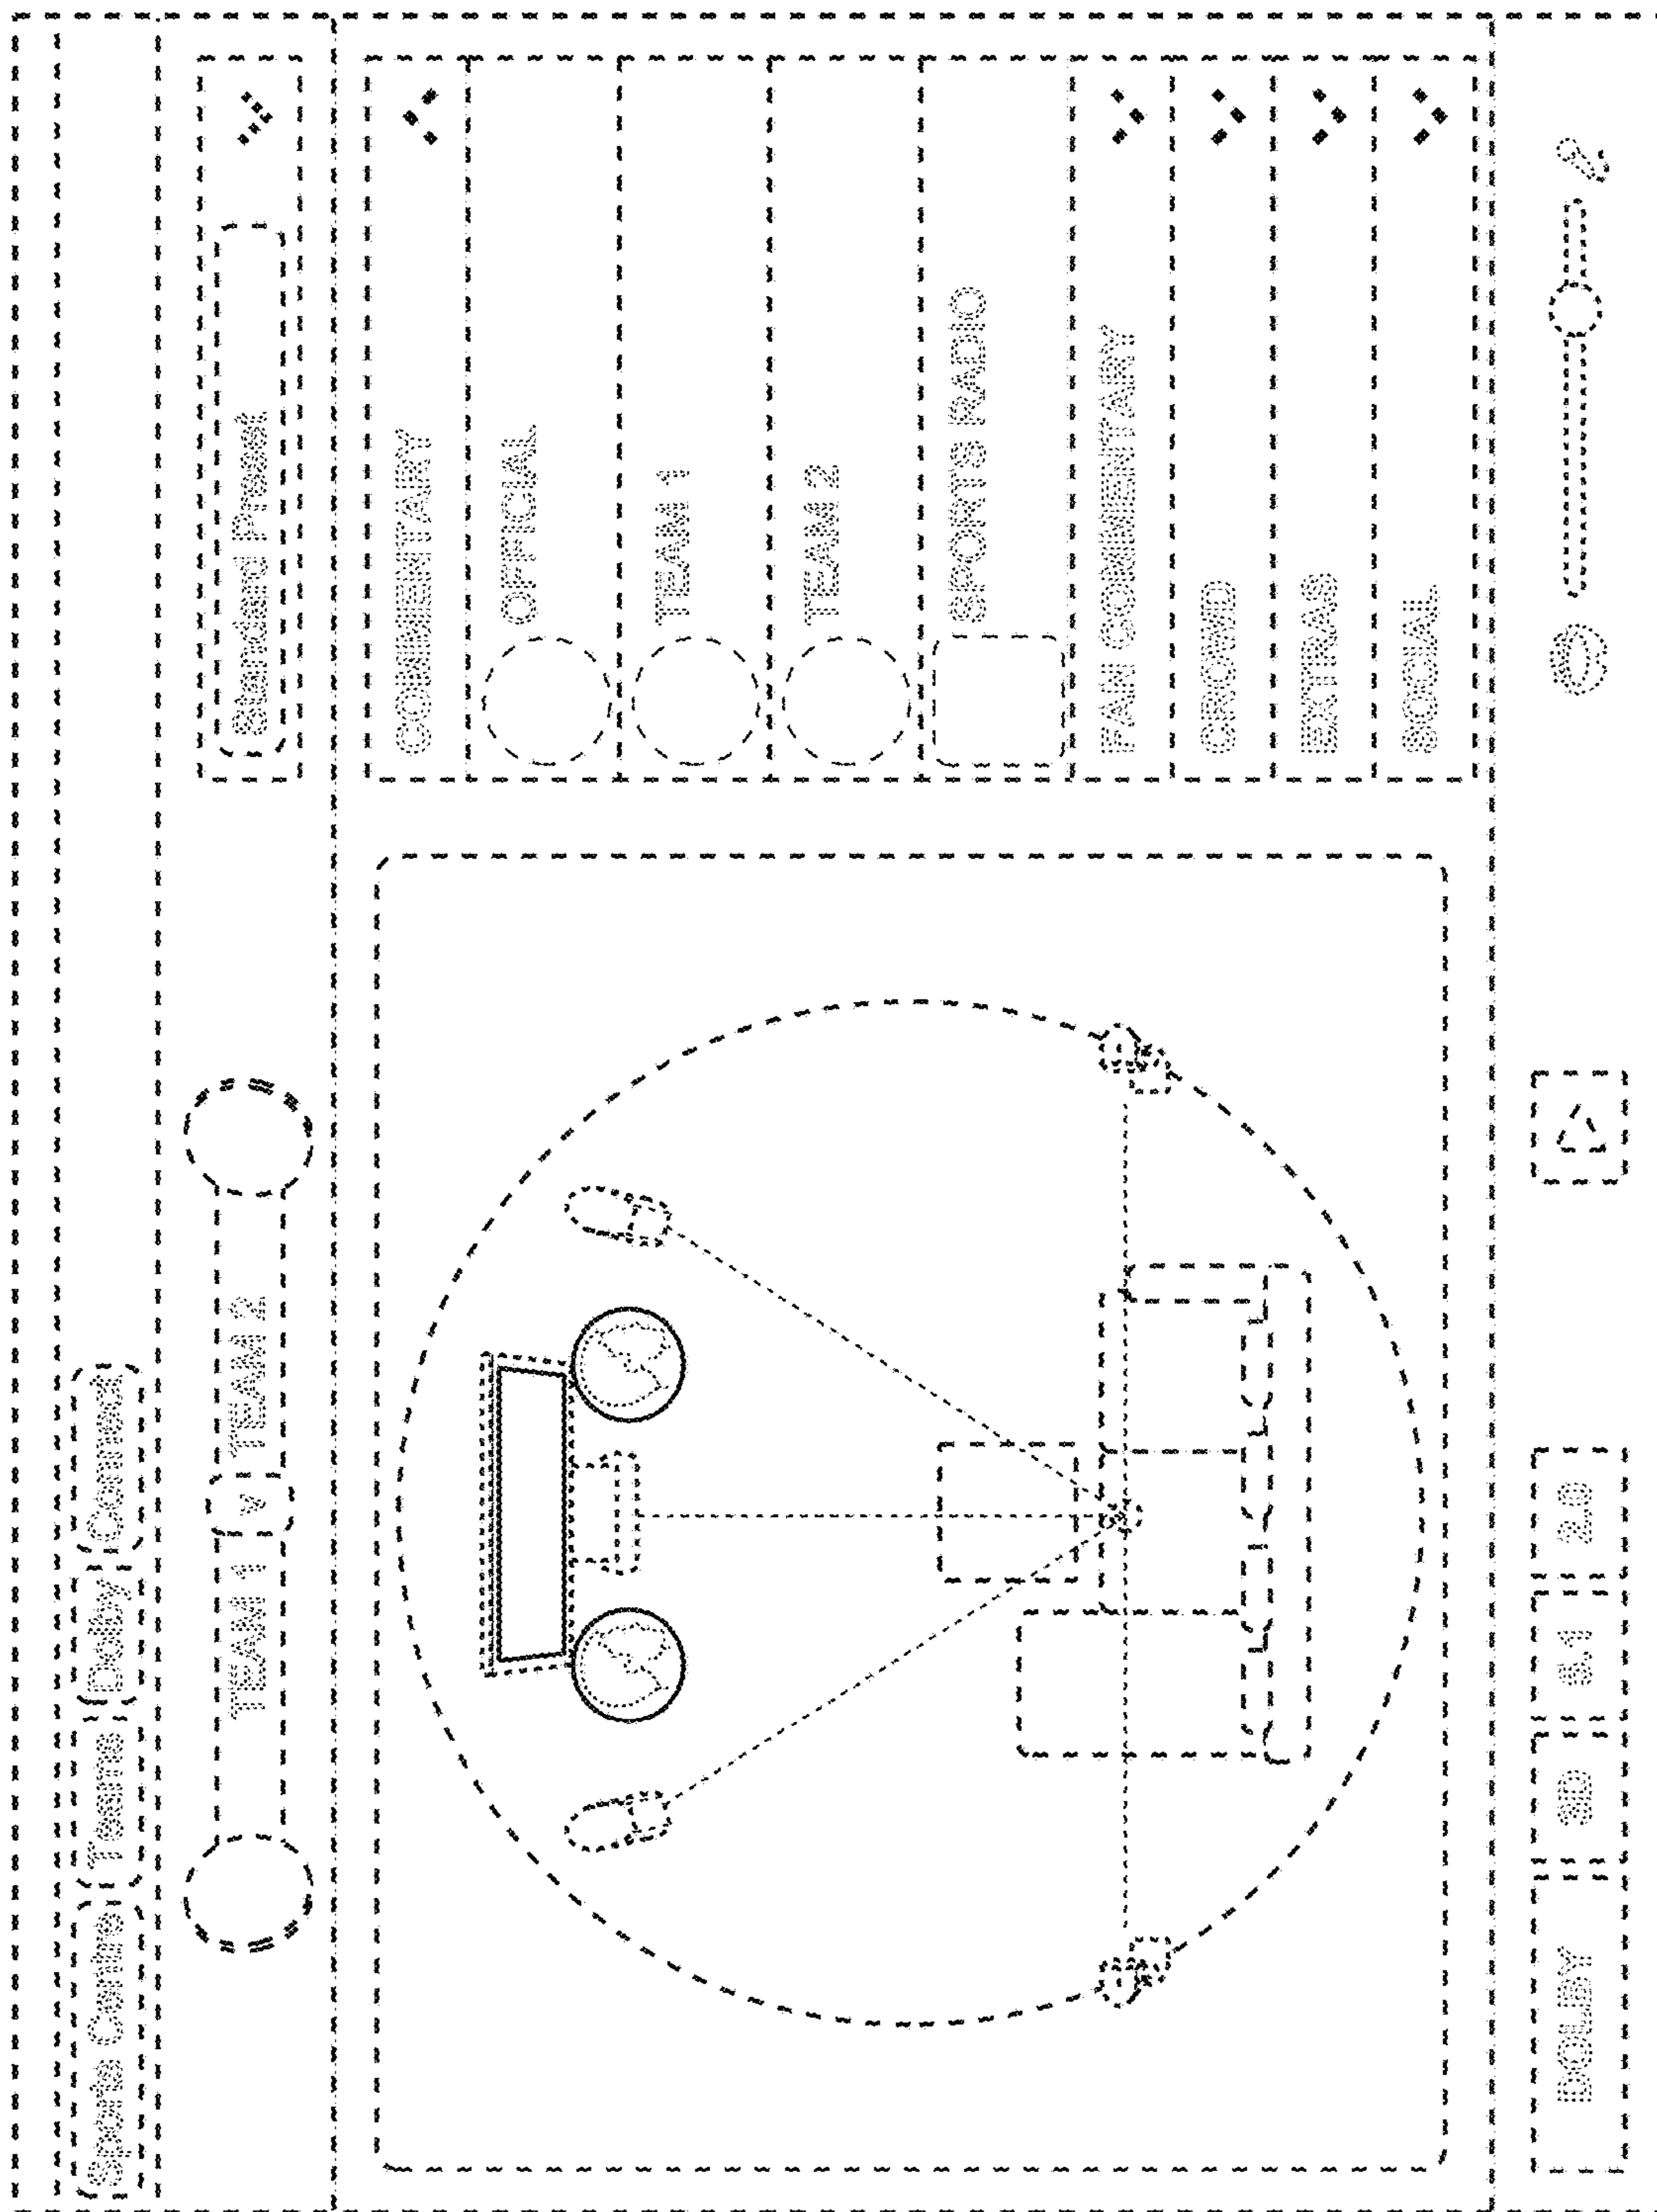 Sports Centre Teams Dolby Connect
TEAM 1 v TEAM 2 Standard Preset
COMMENTARY
OFFICIAL
TEAM 1
TEAM 2
SPORTS RADIO
FAN COMMENTARY
CROWD
EXTRAS
SOCIAL
DOLBY 3D 5.1 2.0